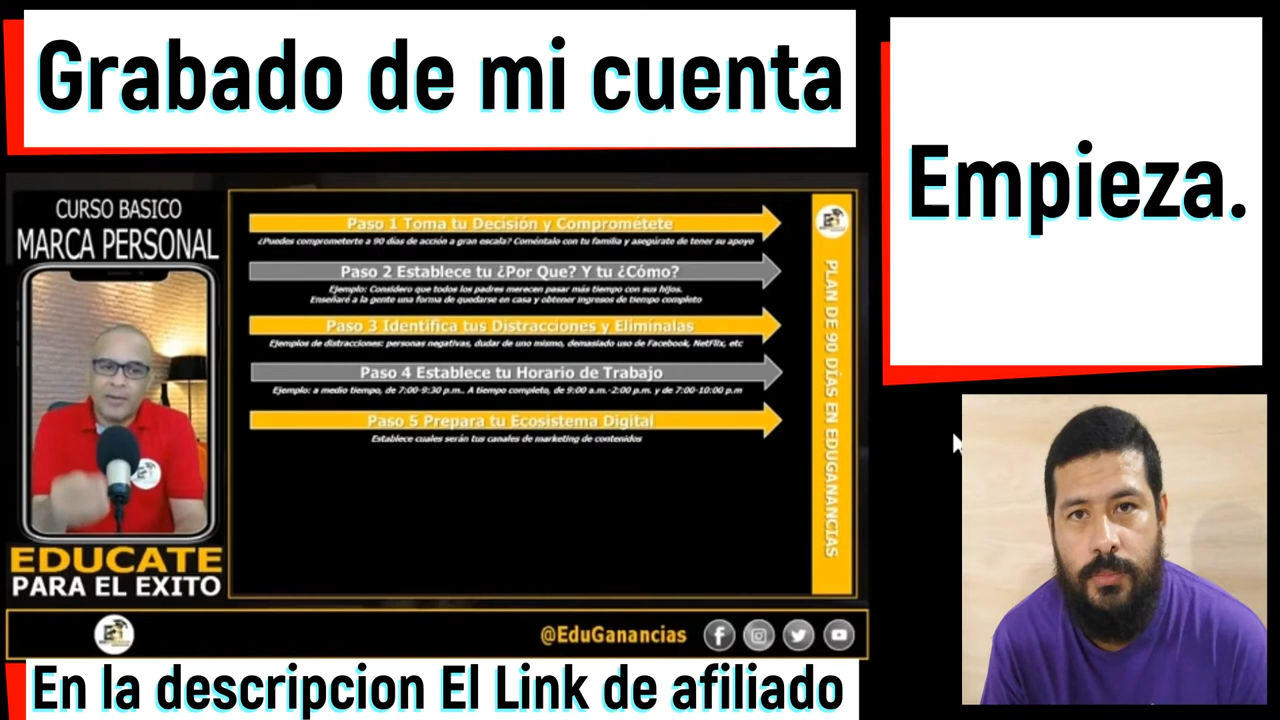 Grabado de mi cuenta
Empieza.
CURSO BASICO
MARCA PERSONAL
EDUCATE
PARA EL EXITO
Paso 1 Toma tu Decisión y Comprométete
¿Puedes comprometerte a 90 días de acción a gran escala? Coméntalo con tu familia y asegúrate de tener su apoyo
Paso 2 Establece tu ¿Por Que? Y tu ¿Cómo?
Ejemplo: Considero que todos los padres merecen pasar más tiempo con sus hijos.
Enseñaré a la gente una forma de quedarse en casa y obtener ingresos de tiempo completo
Paso 3 Identifica tus Distracciones y Elimínalas
Ejemplos de distracciones: personas negativas, dudar de uno mismo, demasiado uso de Facebook, NetFlix, etc
Paso 4 Establece tu Horario de Trabajo
Ejemplo: a medio tiempo, de 7:00-9:30 p.m.. A tiempo completo, de 9:00 a.m.-2:00 p.m. y de 7:00-10:00 p.m
Paso 5 Prepara tu Ecosistema Digital
Establece cuales serán tus canales de marketing de contenidos
PLAN DE 90 DÍAS EN EDUGANANCIAS
@EduGanancias
En la descripcion El Link de afiliado